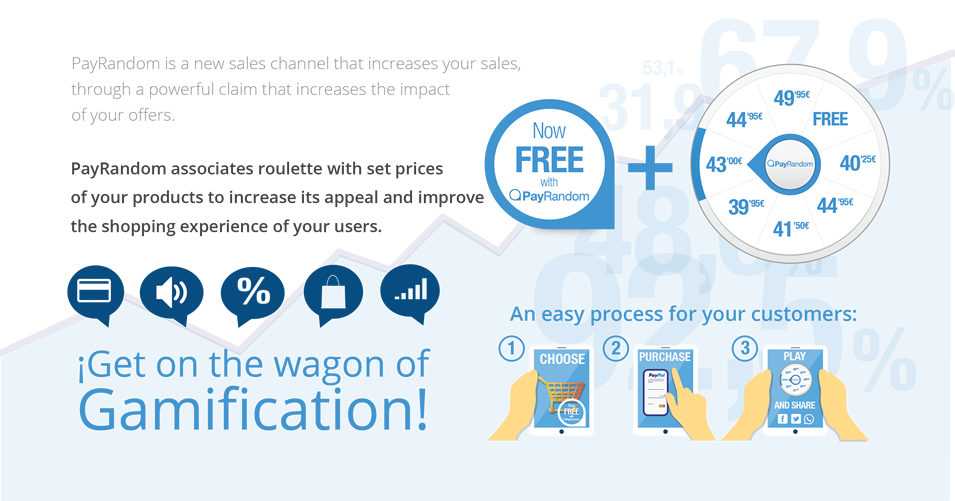 PayRandom is a new sales channel that increases your sales,
through a powerful claim that increases the impact
of your offers.
PayRandom associates roulette with set prices
of your products to increase its appeal and improve
the shopping experience of your users.
%
¡Get on the wagon of
Gamification!
67,9%
53,1%
31.9
48,8%
92,5%
Now
FREE
with
PayRandom
+
49'95€
FREE
40'25€
44'95€
41'50€
39'95€
43'00€
44'95€
PayRandom
An easy process for your customers:
1
CHOOSE
FREE
2
PURCHASE
PayPal
3
PLAY
AND SHARE